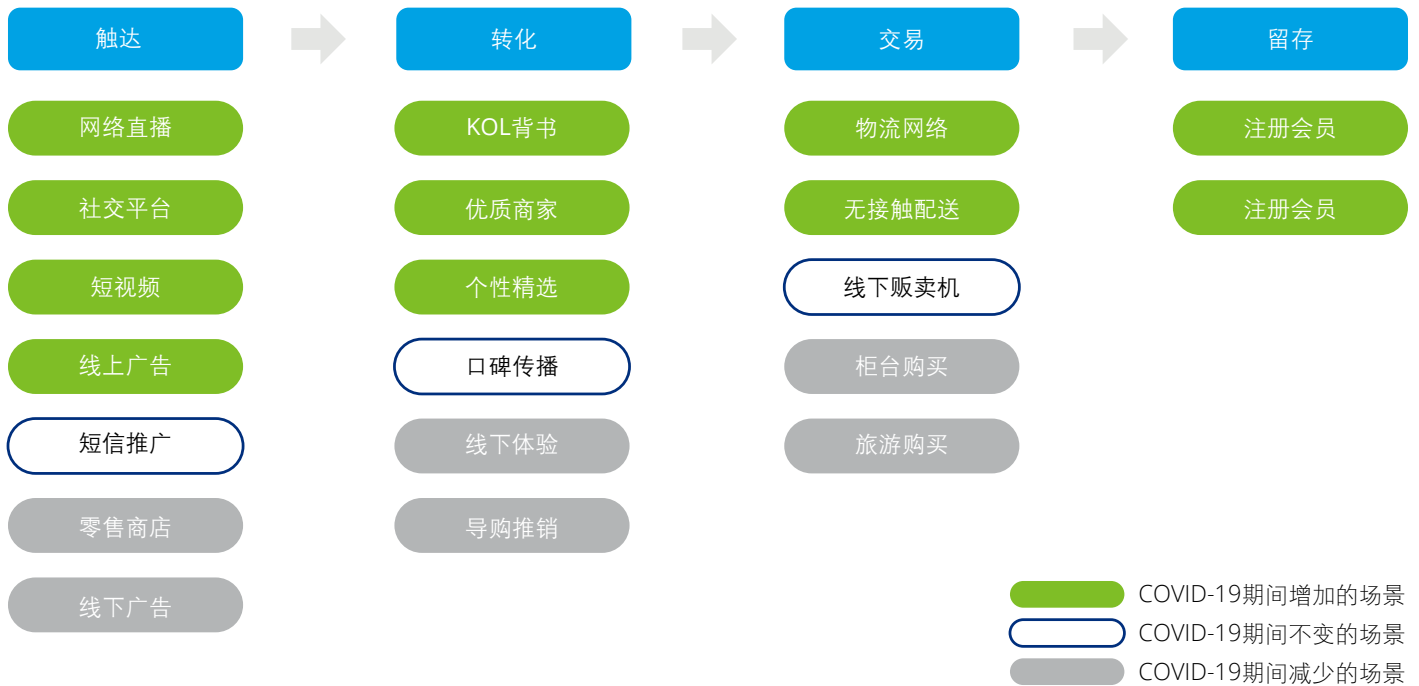 触达
转化
交易
留存
网络直播
KOL背书
物流网络
注册会员
社交平台
优质商家
无接触配送
注册会员
短视频
个性精选
线下贩卖机
线上广告
口碑传播
柜台购买
短信推广
线下体验
旅游购买
零售商店
导购推销
线下广告
COVID-19期间增加的场景
COVID-19期间不变的场景
COVID-19期间减少的场景